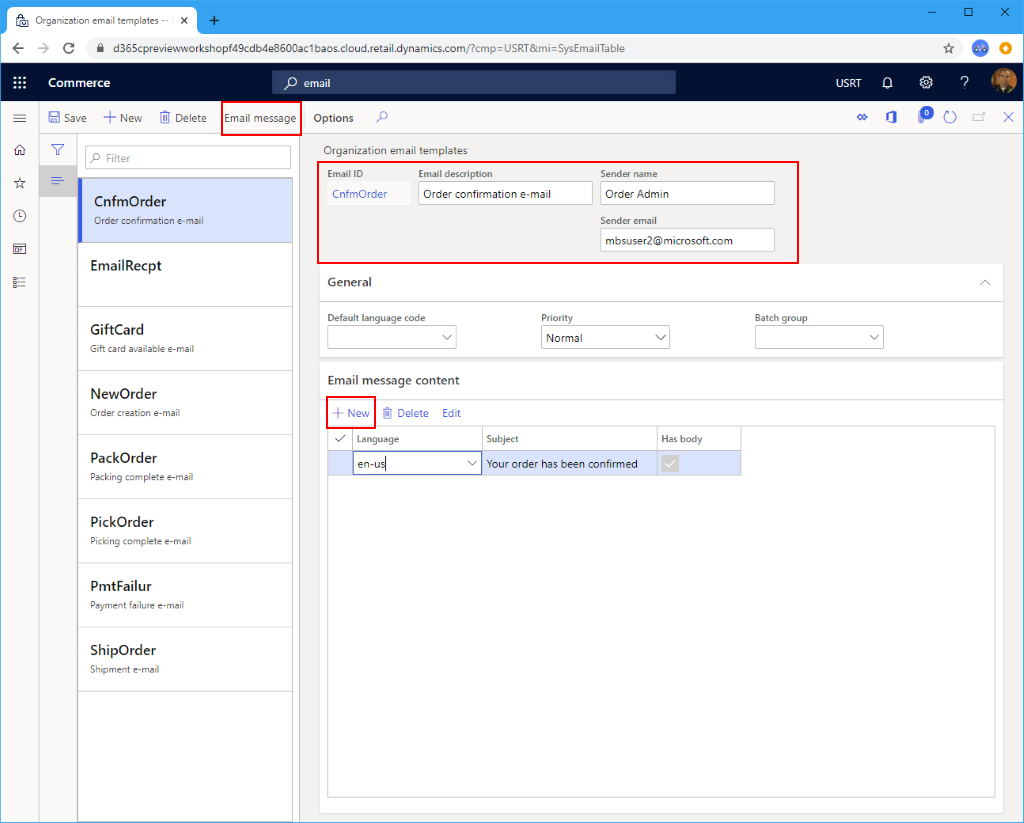 Organization email templates --
d365cpreviewworkshopf49cdb4e8600ac1baos.cloud.retail.dynamics.com/?cmp=USRT&mi=SysEmailTable
Commerce
email
USRT
?
Save
New
Delete
Email message
Options
0
Filter
CnfmOrder
Order confirmation e-mail
EmailRecpt
GiftCard
Gift card available e-mail
NewOrder
Order creation e-mail
PackOrder
Packing complete e-mail
PickOrder
Picking complete e-mail
PmtFailur
Payment failure e-mail
ShipOrder
Shipment e-mail
Organization email templates
Email ID
Email description
Sender name
CnfmOrder
Order confirmation e-mail
Order Admin
Sender email
mbsuser2@microsoft.com
General
Default language code
Priority
Batch group
Normal
Email message content
New
Delete
Edit
Language
Subject
Has body
en-us
Your order has been confirmed